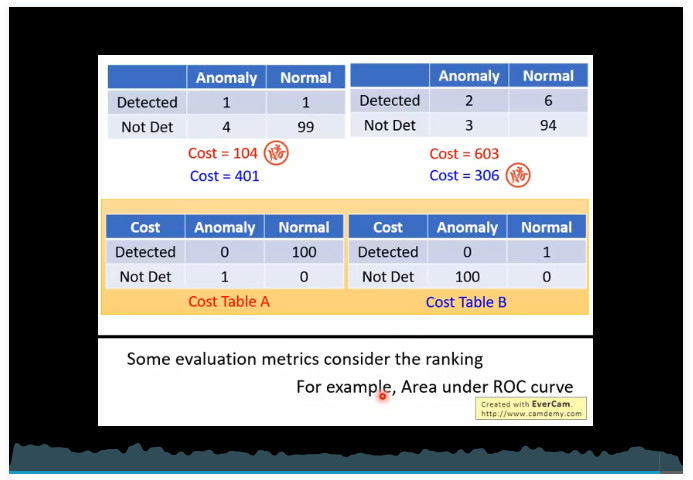 Anomaly Normal
Detected 1 1
Not Det 4 99
Cost = 104 勝
Cost = 401
Anomaly Normal
Detected 2 6
Not Det 3 94
Cost = 603
Cost = 306 勝
Cost Anomaly Normal
Detected 0 100
Not Det 1 0
Cost Table A
Cost Anomaly Normal
Detected 0 1
Not Det 100 0
Cost Table B
Some evaluation metrics consider the ranking
For example, Area under ROC curve
Created with EverCam.
http://www.camdemy.com